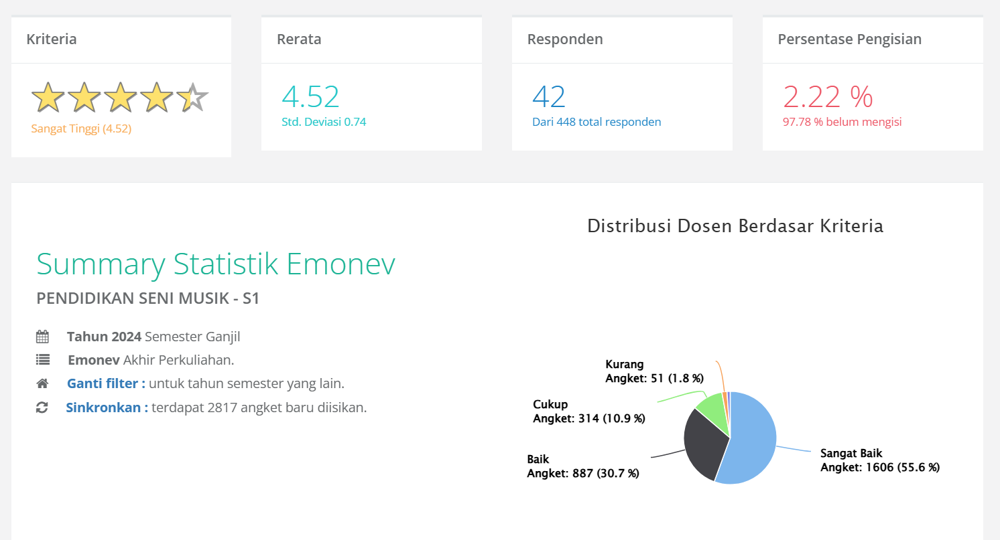 Kriteria
Sangat Tinggi (4.52)
Rerata
4.52
Std. Deviasi 0.74
Responden
42
Dari 448 total responden
Persentase Pengisian
2.22 %
97.78 % belum mengisi
Summary Statistik Emonev
PENDIDIKAN SENI MUSIK - S1
Tahun 2024 Semester Ganjil
Emonev Akhir Perkuliahan.
Ganti filter : untuk tahun semester yang lain.
Sinkronkan : terdapat 2817 angket baru diisikan.
Distribusi Dosen Berdasar Kriteria
Kurang
Angket: 51 (1.8 %)
Cukup
Angket: 314 (10.9 %)
Baik
Angket: 887 (30.7 %)
Sangat Baik
Angket: 1606 (55.6 %)